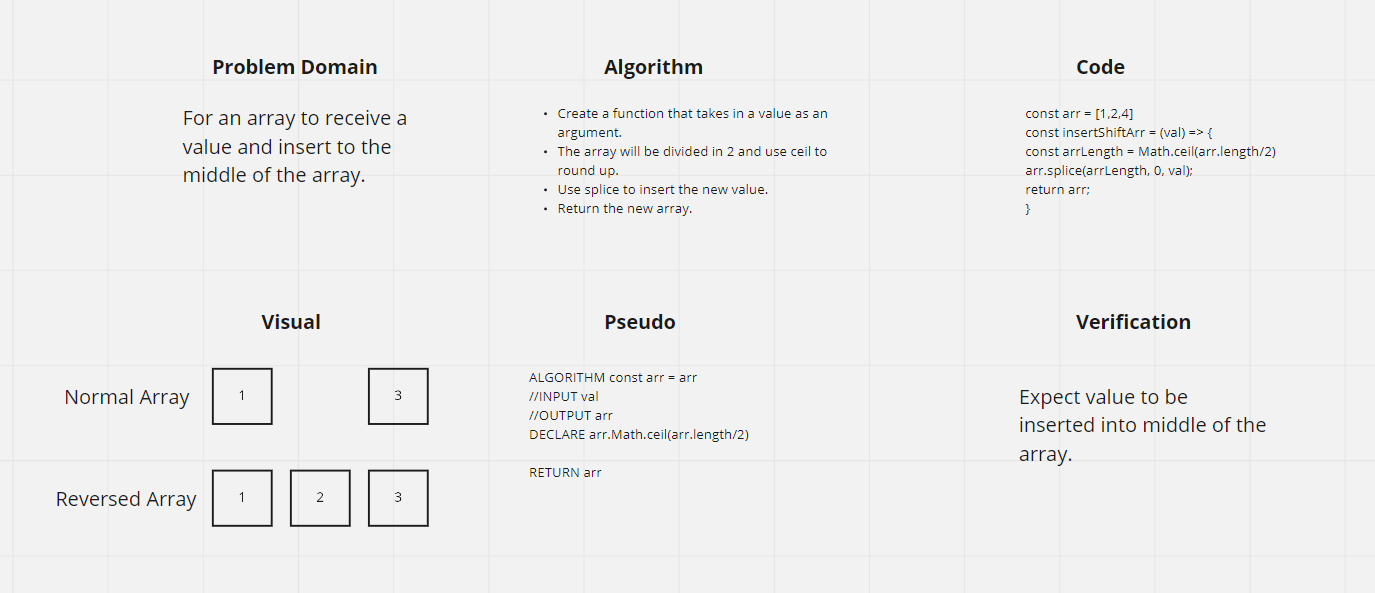 Problem Domain
For an array to receive a
value and insert to the
middle of the array.
Algorithm
• Create a function that takes in a value as an
argument.
• The array will be divided in 2 and use ceil to
round up.
• Use splice to insert the new value.
• Return the new array.
Code
const arr = [1,2,4]
const insertShiftArr = (val) => {
const arrLength = Math.ceil(arr.length/2)
arr.splice(arrLength, 0, val);
return arr;
}
Visual
Normal Array 1 3
Reversed Array 1 2 3
Pseudo
ALGORITHM const arr = arr
//INPUT val
//OUTPUT arr
DECLARE arr.Math.ceil(arr.length/2)
RETURN arr
Verification
Expect value to be
inserted into middle of the
array.